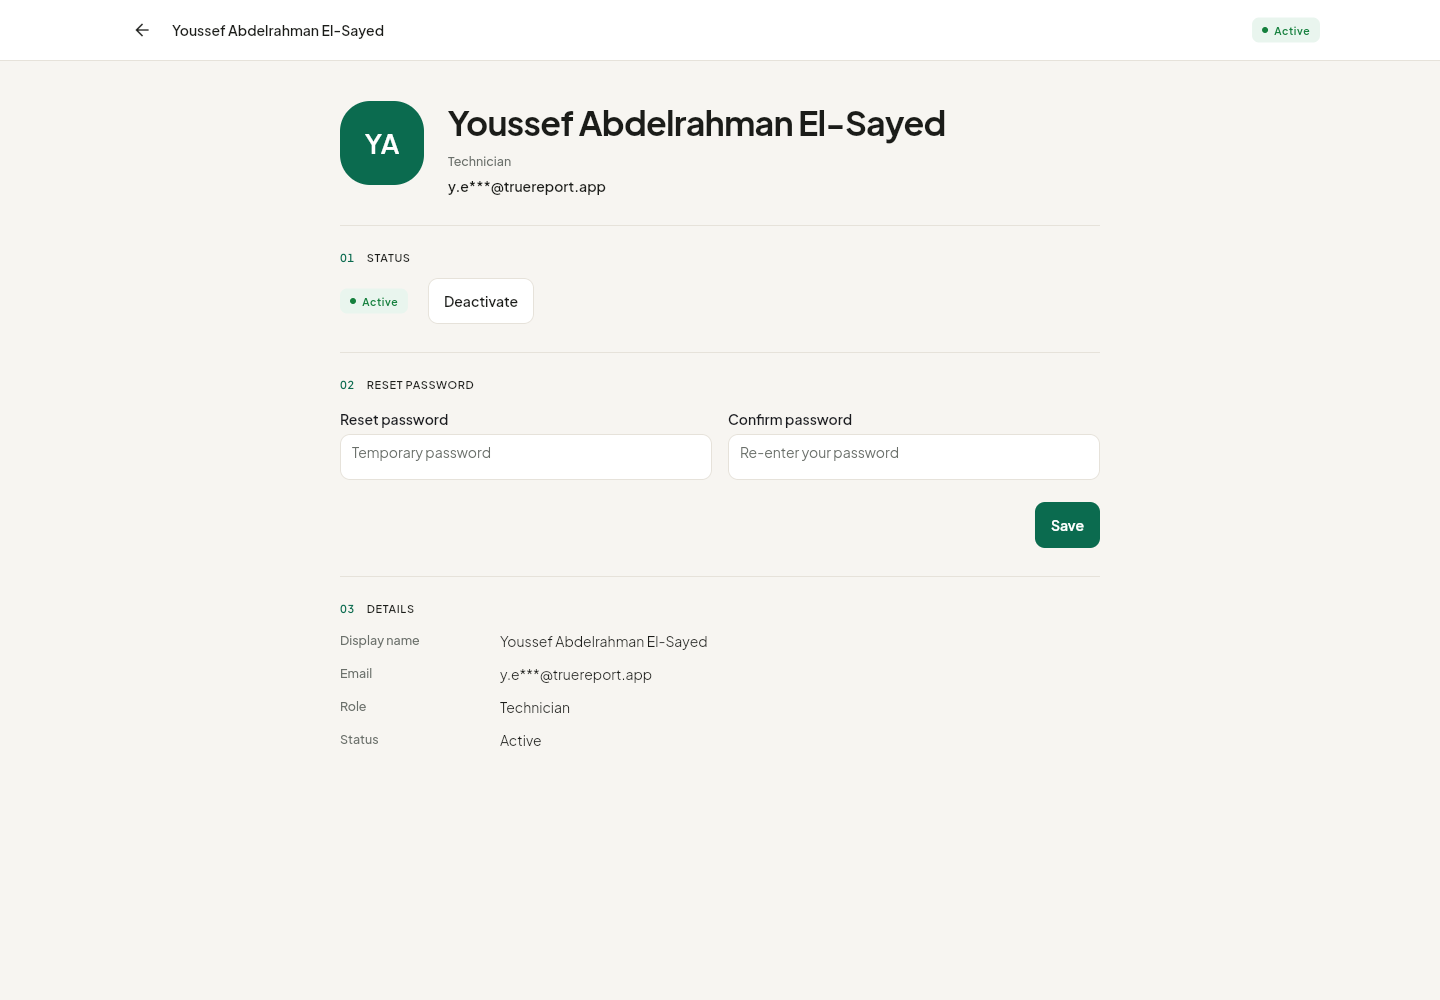 Youssef Abdelrahman El-Sayed
Active
YA
Youssef Abdelrahman El-Sayed
Technician
y.e***@truereport.app
01 STATUS
Active
Deactivate
02 RESET PASSWORD
Reset password
Confirm password
Temporary password
Re-enter your password
Save
03 DETAILS
Display name Youssef Abdelrahman El-Sayed
Email y.e***@truereport.app
Role Technician
Status Active